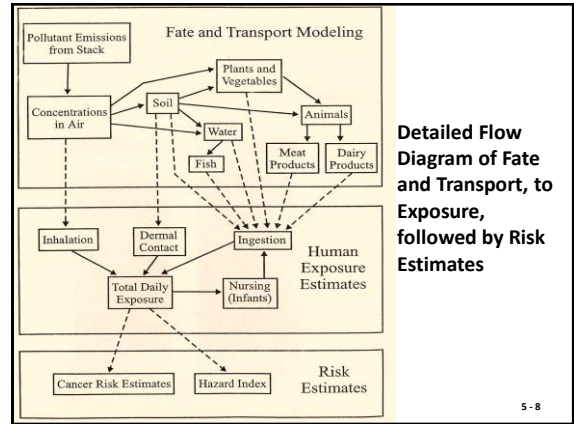 Fate and Transport Modeling
Pollutant Emissions
from Stack
Plants and
Vegetables
Soil
Concentrations
in Air
Animals
Water
Fish
Meat
Products
Dairy
Products
Detailed Flow
Diagram of Fate
and Transport, to
Exposure,
followed by Risk
Estimates
Inhalation
Dermal
Contact
Ingestion
Human
Exposure
Estimates
Total Daily
Exposure
Nursing
(Infants)
Risk
Estimates
Cancer Risk Estimates
Hazard Index
5 - 8